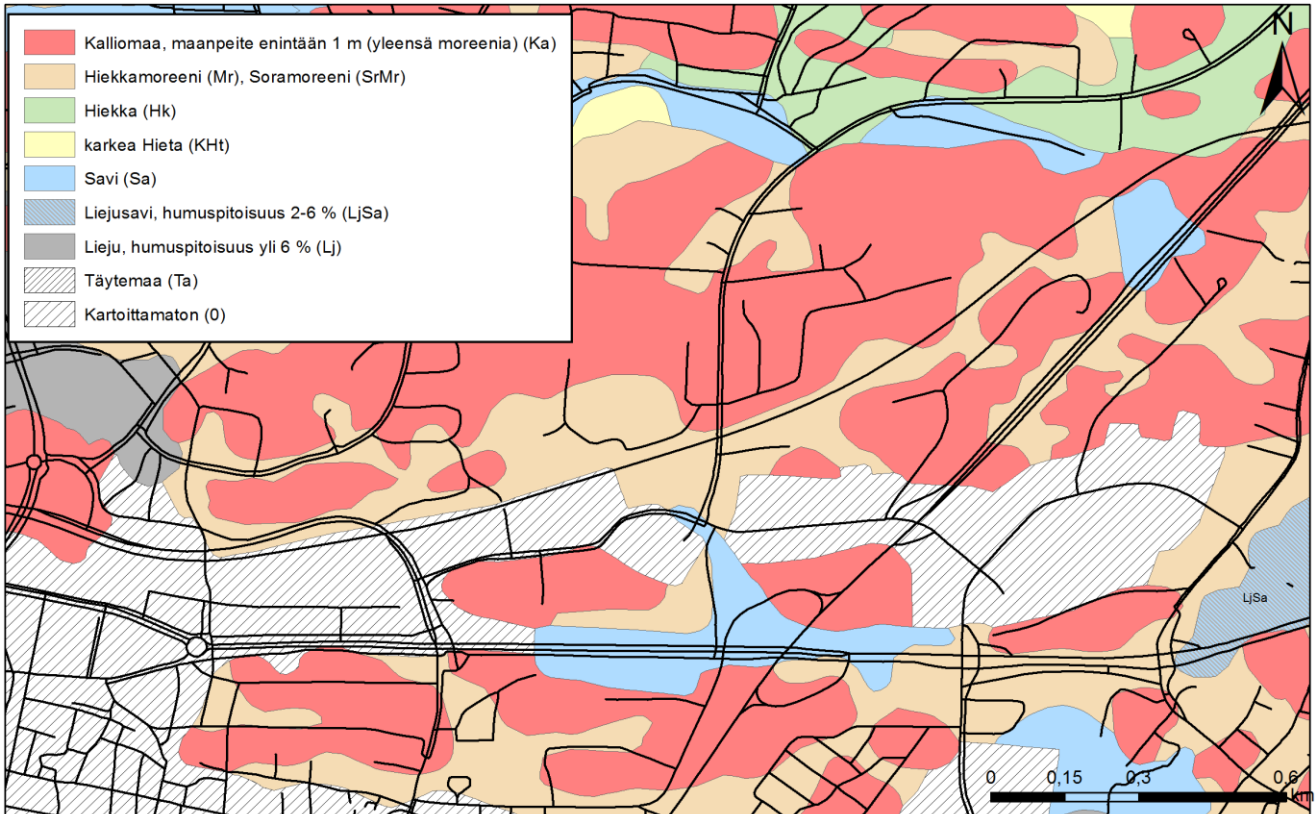 Kalliomaa, maanpeite enintään 1 m (yleensä moreenia) (Ka)
Hiekkamoreeni (Mr), Soramoreeni (SrMr)
Hiekka (Hk)
karkea Hieta (KHt)
Savi (Sa)
Liejusavi, humuspitoisuus 2-6 % (LjSa)
Lieju, humuspitoisuus yli 6 % (Lj)
Täytemaa (Ta)
Kartoittamaton (0)
N
LjSa
0 0,15 0,3 0,6
km